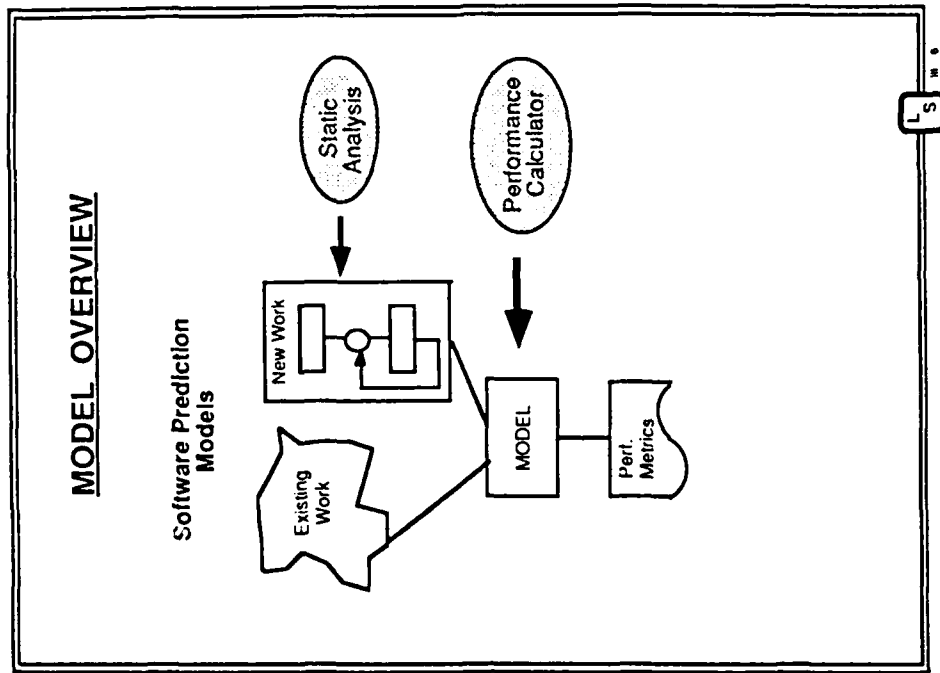 MODEL OVERVIEW
Software Prediction
Models
Existing
Work
New Work
Static
Analysis
MODEL
Performance
Calculator
Perf.
Metrics
L
S